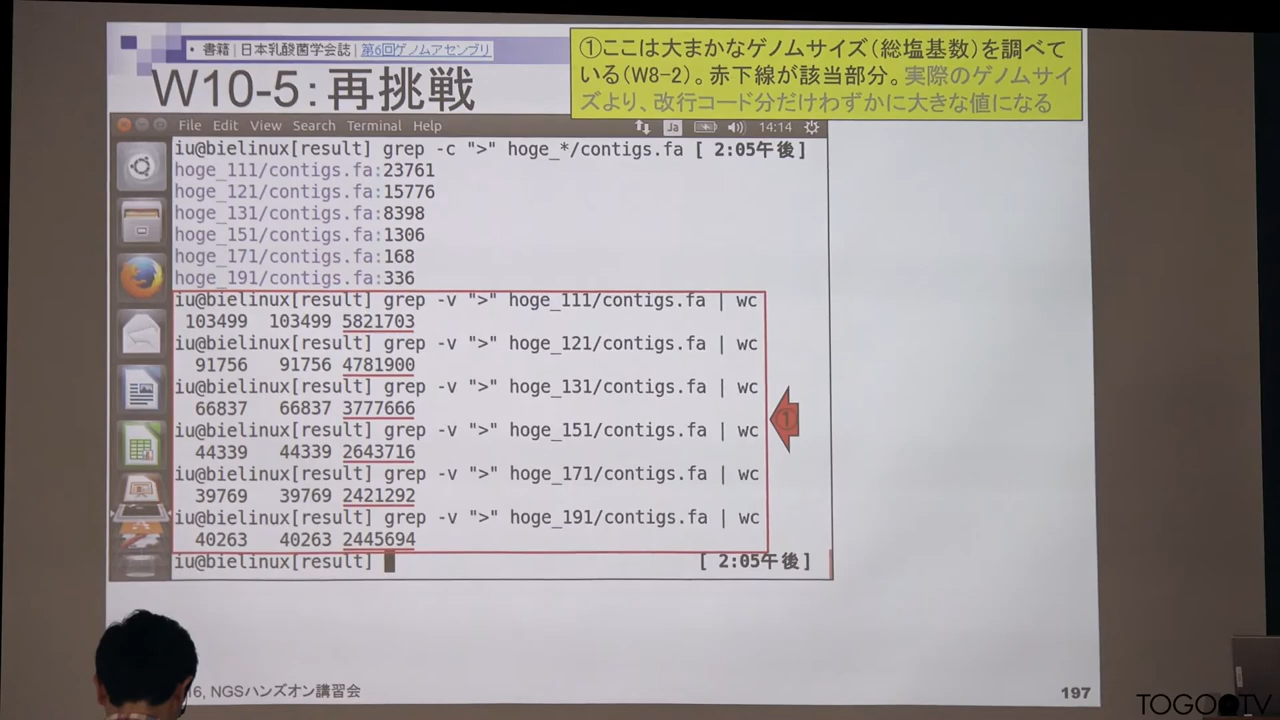 • 書籍 | 日本乳酸菌学会誌 | 第6回ゲノムアセンブリ
W10-5：再挑戦
①ここは大まかなゲノムサイズ（総塩基数）を調べて
いる（W8-2）。赤下線が該当部分。実際のゲノムサイ
ズより、改行コード分だけわずかに大きな値になる
File Edit View Search Terminal Help
Ja
14:14
iu@bielinux[result] grep -c ">" hoge_*/contigs.fa [ 2:05午後]
hoge_111/contigs.fa:23761
hoge_121/contigs.fa:15776
hoge_131/contigs.fa:8398
hoge_151/contigs.fa:1306
hoge_171/contigs.fa:168
hoge_191/contigs.fa:336
iu@bielinux[result] grep -v ">" hoge_111/contigs.fa | wc
103499 103499 5821703
iu@bielinux[result] grep -v ">" hoge_121/contigs.fa | wc
91756 91756 4781900
iu@bielinux[result] grep -v ">" hoge_131/contigs.fa | wc
66837 66837 3777666
iu@bielinux[result] grep -v ">" hoge_151/contigs.fa | wc
44339 44339 2643716
iu@bielinux[result] grep -v ">" hoge_171/contigs.fa | wc
39769 39769 2421292
iu@bielinux[result] grep -v ">" hoge_191/contigs.fa | wc
40263 40263 2445694
iu@bielinux[result] [ 2:05午後]
①
16, NGSハンズオン講習会
197
TOGOTV